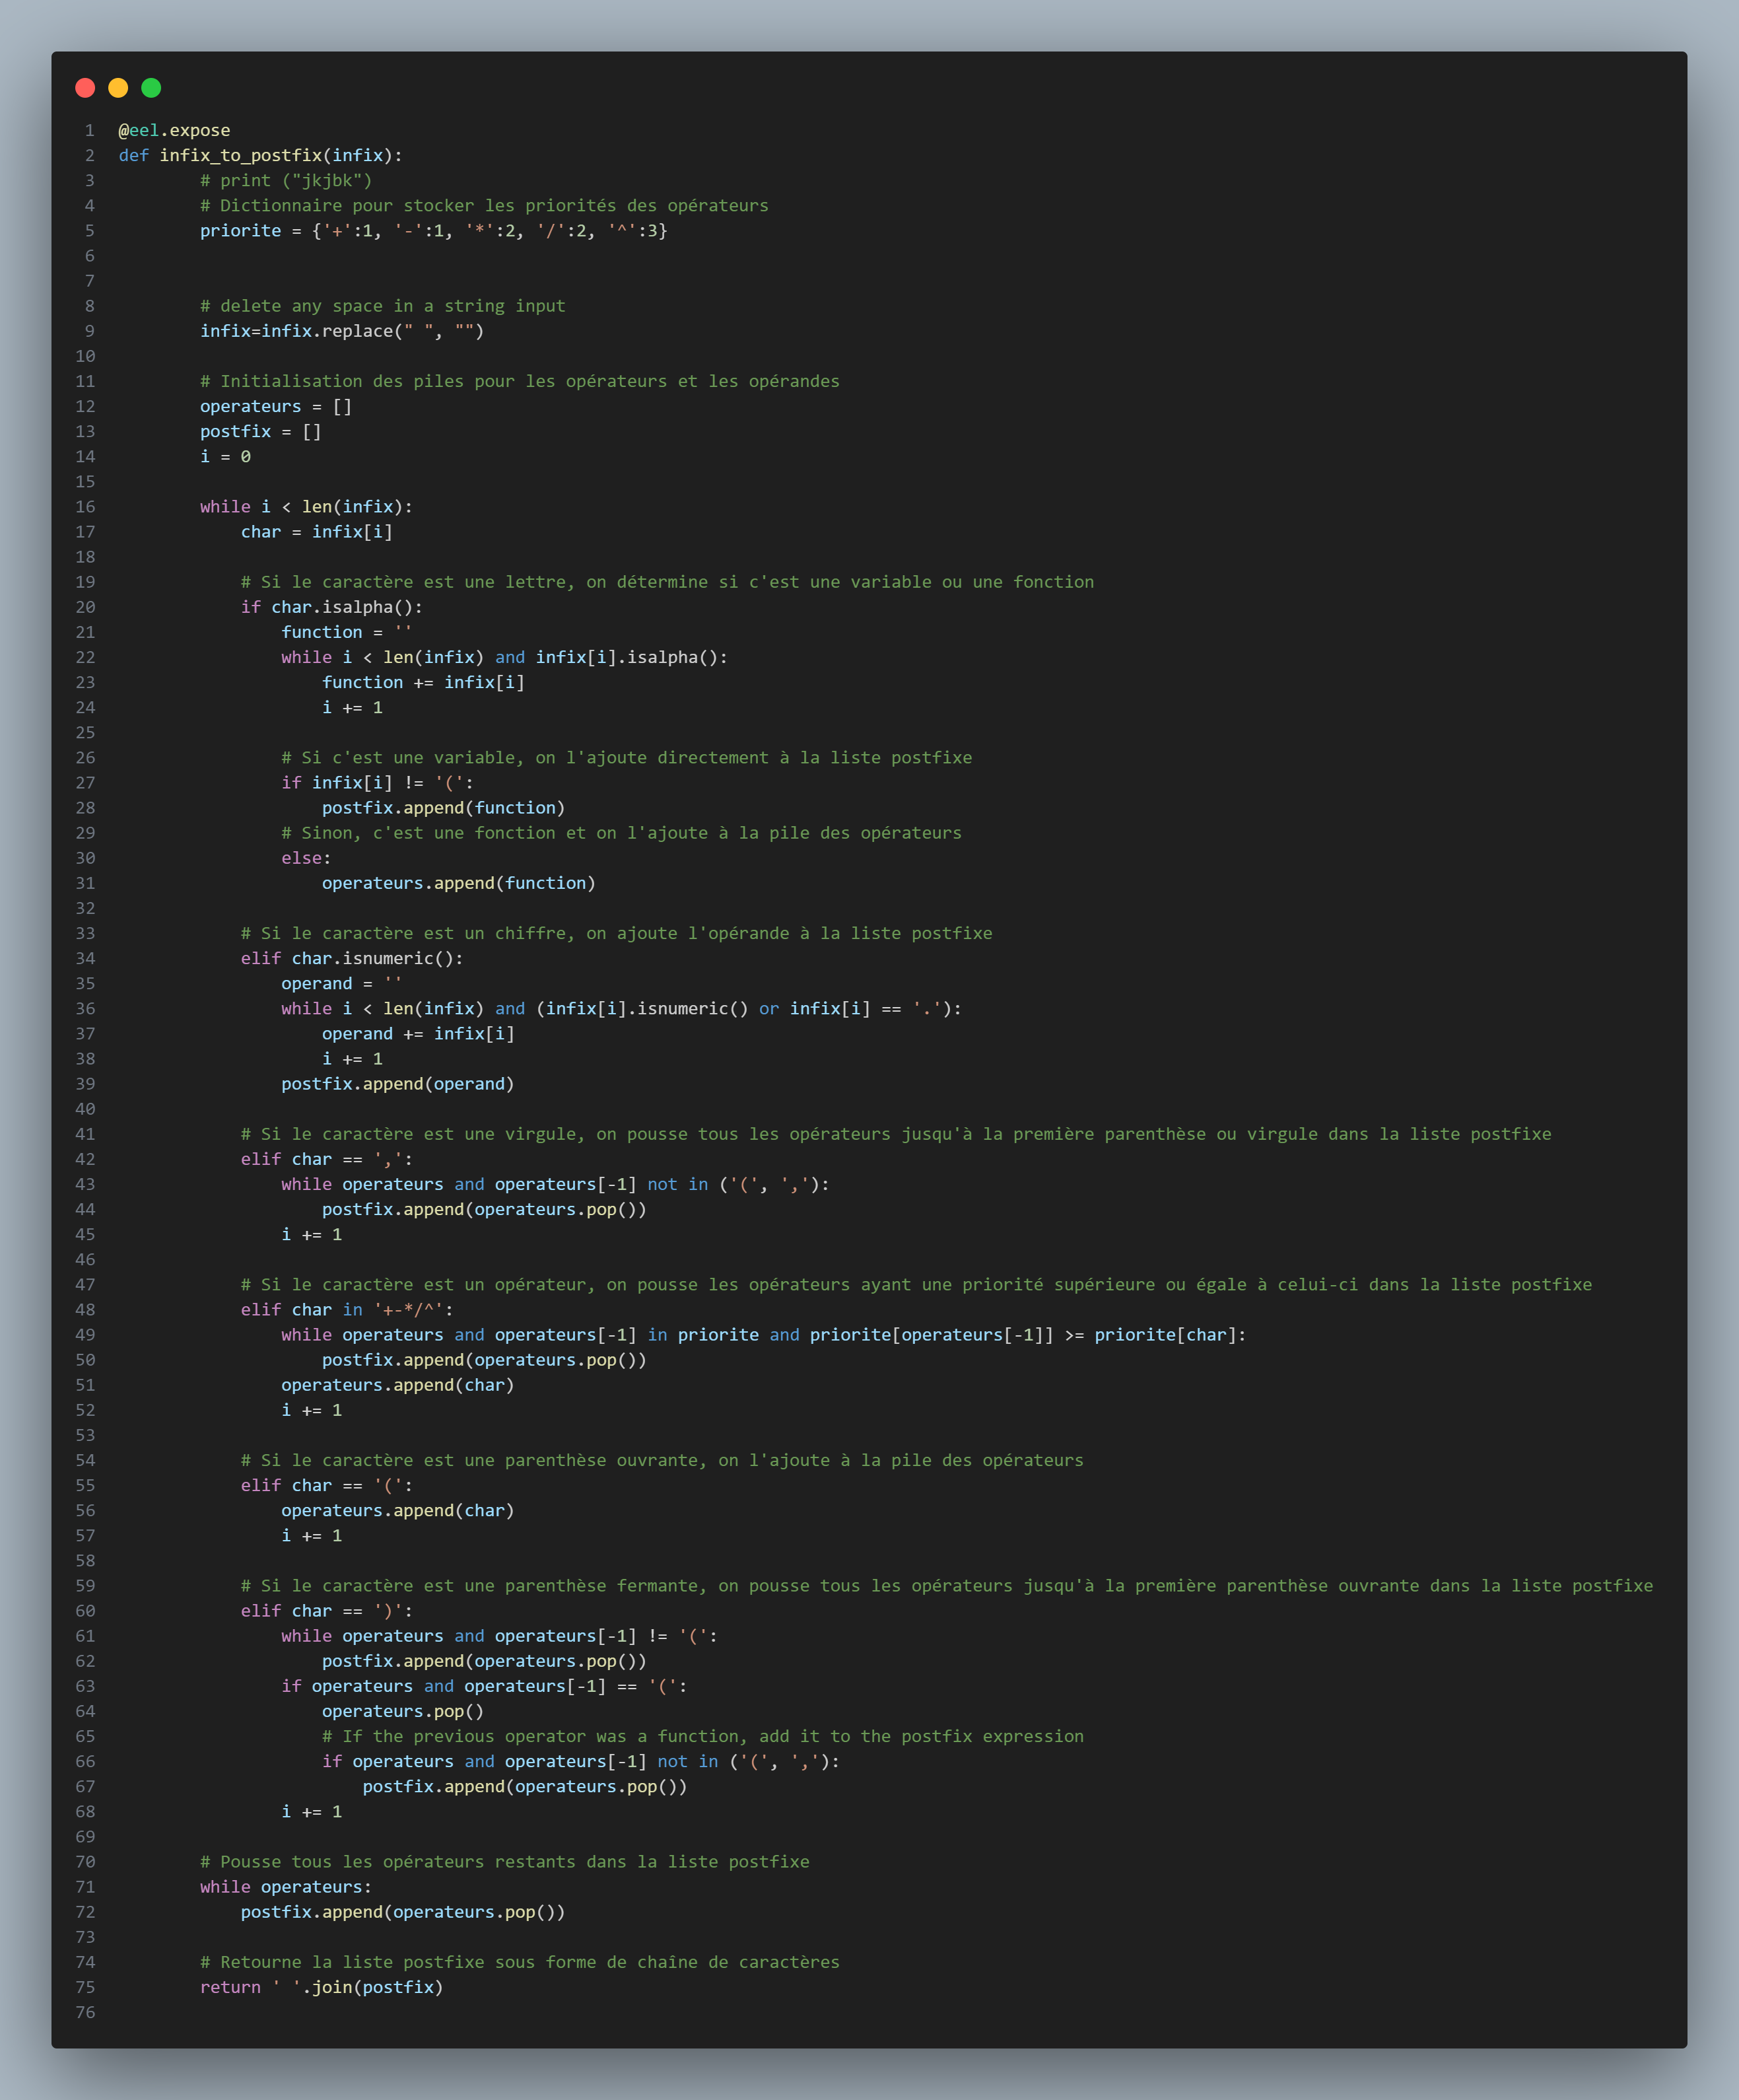 1 @eel.expose
2 def infix_to_postfix(infix):
3         # print ("jkjbk")
4         # Dictionnaire pour stocker les priorités des opérateurs
5         priorite = {'+':1, '-':1, '*':2, '/':2, '^':3}
6
7
8         # delete any space in a string input
9         infix=infix.replace(" ", "")
10
11         # Initialisation des piles pour les opérateurs et les opérandes
12         operateurs = []
13         postfix = []
14         i = 0
15
16         while i < len(infix):
17             char = infix[i]
18
19             # Si le caractère est une lettre, on détermine si c'est une variable ou une fonction
20             if char.isalpha():
21                 function = ''
22                 while i < len(infix) and infix[i].isalpha():
23                     function += infix[i]
24                     i += 1
25
26                 # Si c'est une variable, on l'ajoute directement à la liste postfixe
27                 if infix[i] != '(':
28                     postfix.append(function)
29                 # Sinon, c'est une fonction et on l'ajoute à la pile des opérateurs
30                 else:
31                     operateurs.append(function)
32
33             # Si le caractère est un chiffre, on ajoute l'opérande à la liste postfixe
34             elif char.isnumeric():
35                 operand = ''
36                 while i < len(infix) and (infix[i].isnumeric() or infix[i] == '.'):
37                     operand += infix[i]
38                     i += 1
39                 postfix.append(operand)
40
41             # Si le caractère est une virgule, on pousse tous les opérateurs jusqu'à la première parenthèse ou virgule dans la liste postfixe
42             elif char == ',':
43                 while operateurs and operateurs[-1] not in ('(', ','):
44                     postfix.append(operateurs.pop())
45                 i += 1
46
47             # Si le caractère est un opérateur, on pousse les opérateurs ayant une priorité supérieure ou égale à celui-ci dans la liste postfixe
48             elif char in '+-*/^':
49                 while operateurs and operateurs[-1] in priorite and priorite[operateurs[-1]] >= priorite[char]:
50                     postfix.append(operateurs.pop())
51                 operateurs.append(char)
52                 i += 1
53
54             # Si le caractère est une parenthèse ouvrante, on l'ajoute à la pile des opérateurs
55             elif char == '(':
56                 operateurs.append(char)
57                 i += 1
58
59             # Si le caractère est une parenthèse fermante, on pousse tous les opérateurs jusqu'à la première parenthèse ouvrante dans la liste postfixe
60             elif char == ')':
61                 while operateurs and operateurs[-1] != '(':
62                     postfix.append(operateurs.pop())
63                 if operateurs and operateurs[-1] == '(':
64                     operateurs.pop()
65                     # If the previous operator was a function, add it to the postfix expression
66                     if operateurs and operateurs[-1] not in ('(', ','):
67                         postfix.append(operateurs.pop())
68                 i += 1
69
70         # Pousse tous les opérateurs restants dans la liste postfixe
71         while operateurs:
72             postfix.append(operateurs.pop())
73
74         # Retourne la liste postfixe sous forme de chaîne de caractères
75         return ' '.join(postfix)
76